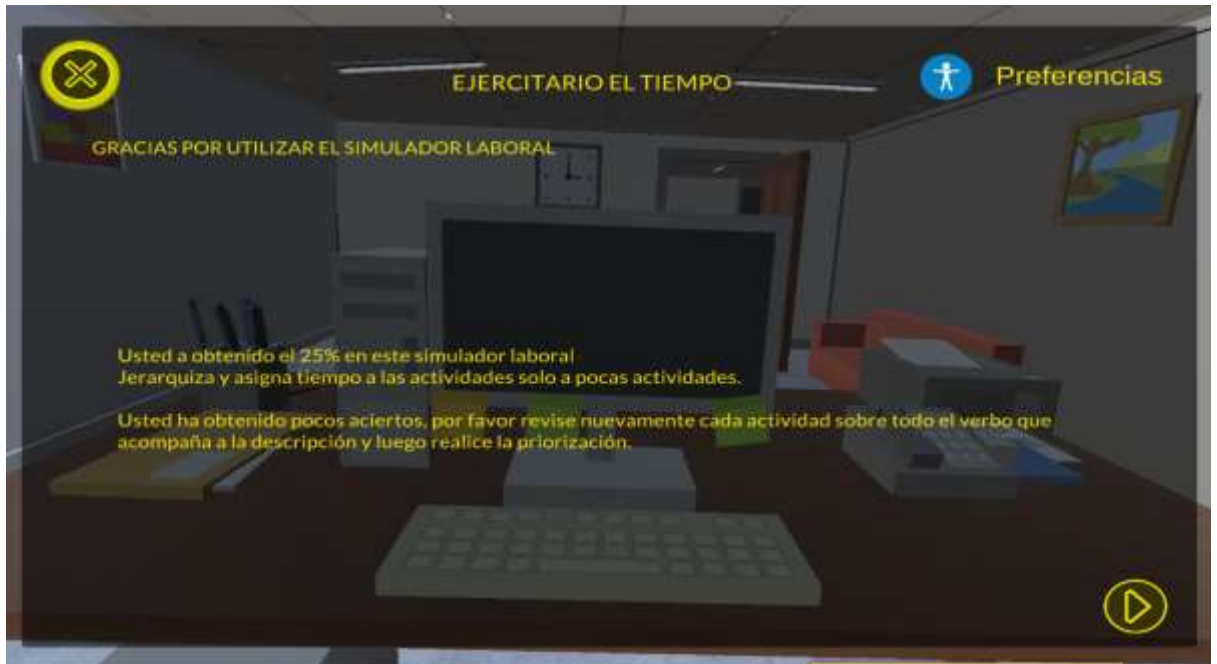 EJERCITARIO EL TIEMPO
Preferencias
GRACIAS POR UTILIZAR EL SIMULADOR LABORAL
Usted a obtenido el 25% en este simulador laboral
Jerarquiza y asigna tiempo a las actividades solo a pocas actividades.
Usted ha obtenido pocos aciertos, por favor revise nuevamente cada actividad sobre todo el verbo que
acompaña a la descripción y luego realice la priorización.